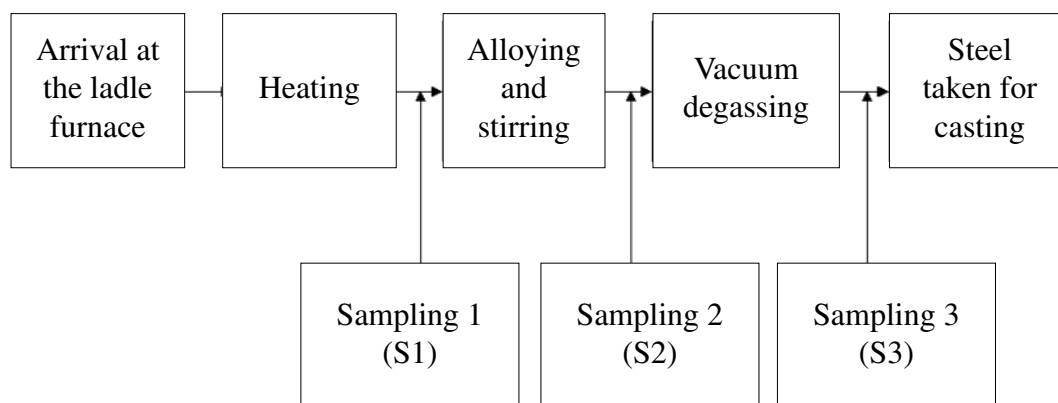 Arrival at
the ladle
furnace
Heating
Alloying
and
stirring
Vacuum
degassing
Steel
taken for
casting
Sampling 1
(S1)
Sampling 2
(S2)
Sampling 3
(S3)